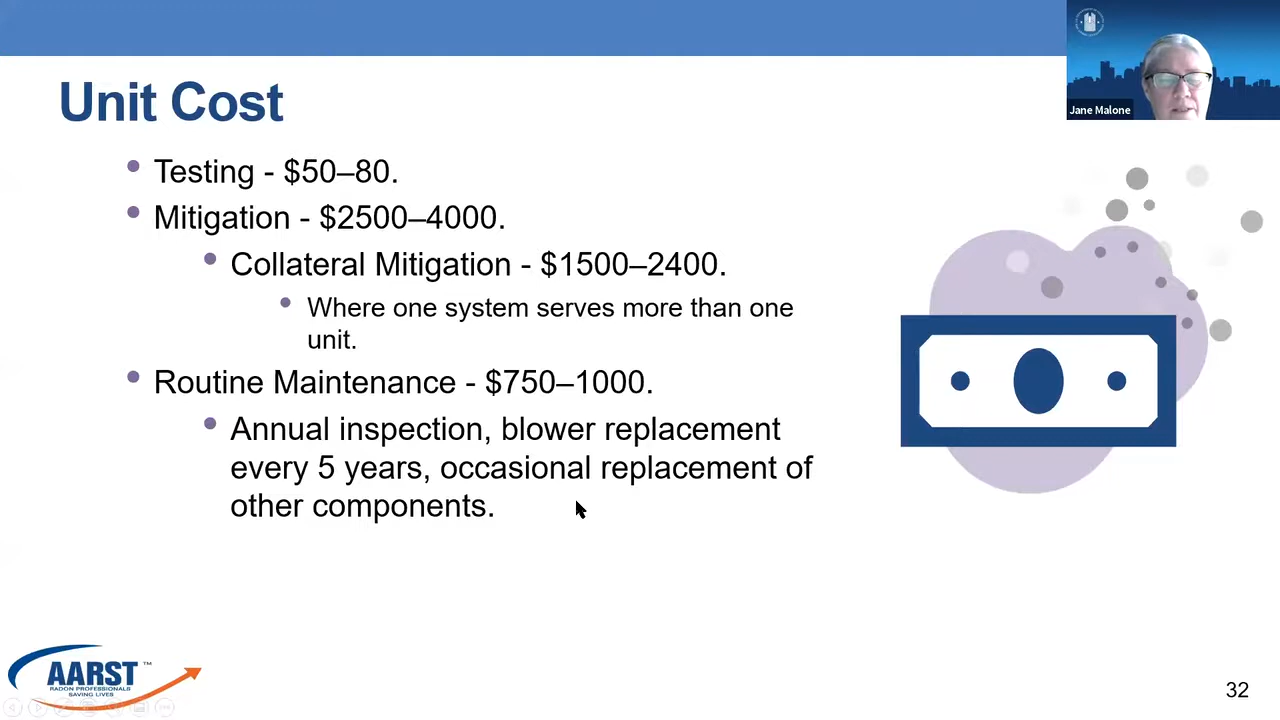 Unit Cost
Jane Malone
Testing - $50–80.
Mitigation - $2500–4000.
Collateral Mitigation - $1500–2400.
Where one system serves more than one
unit.
Routine Maintenance - $750–1000.
Annual inspection, blower replacement
every 5 years, occasional replacement of
other components.
AARST™
RADON PROFESSIONALS
SAVING LIVES
32